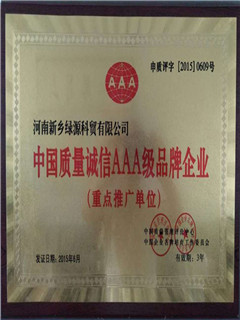 AAA
申质评字 [2015] 0609号
河南新乡绿源科贸有限公司
中国质量诚信AAA级品牌企业
(重点推广单位)
发证日期:2015年8月
有效期:3年